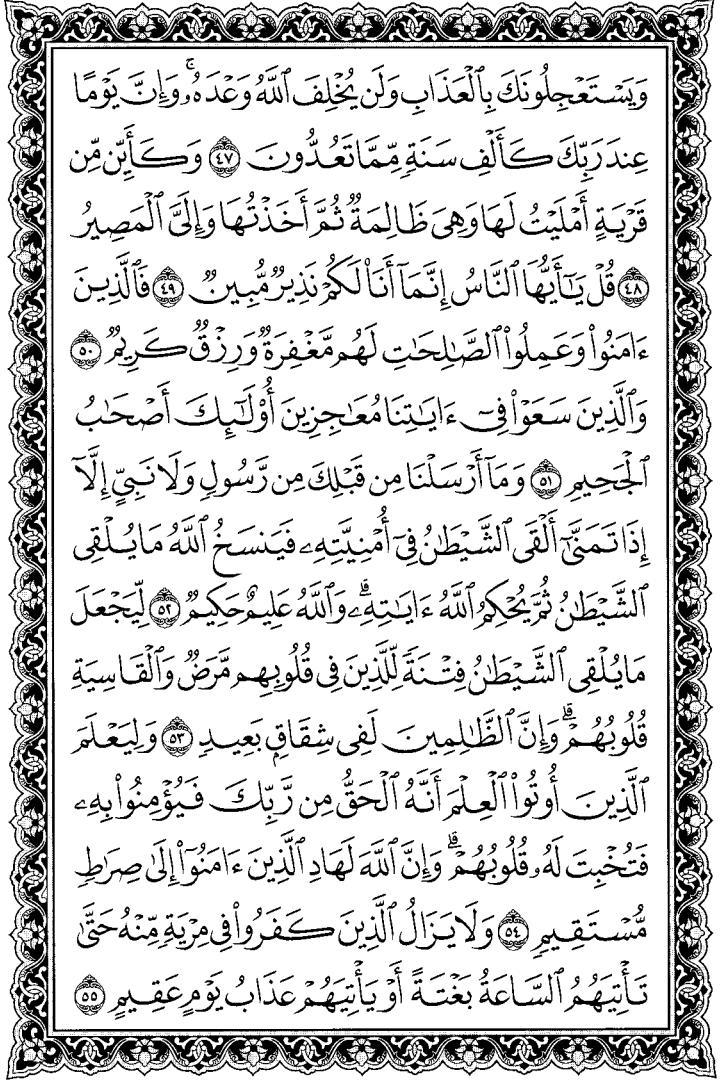 وَيَسْتَعْجِلُونَكَ بِٱلْعَذَابِ وَلَن يُخْلِفَ ٱللَّهُ وَعْدَهُۥ ۚ وَإِنَّ يَوْمًا
عِندَ رَبِّكَ كَأَلْفِ سَنَةٍ مِّمَّا تَعُدُّونَ ٤٧ وَكَأَيِّن مِّن
قَرْيَةٍ أَمْلَيْتُ لَهَا وَهِىَ ظَالِمَةٌ ثُمَّ أَخَذْتُهَا وَإِلَىَّ ٱلْمَصِيرُ
٤٨ قُلْ يَٰٓأَيُّهَا ٱلنَّاسُ إِنَّمَآ أَنَا۠ لَكُمْ نَذِيرٌ مُّبِينٌ ٤٩ فَٱلَّذِينَ
ءَامَنُوا۟ وَعَمِلُوا۟ ٱلصَّٰلِحَٰتِ لَهُم مَّغْفِرَةٌ وَرِزْقٌ كَرِيمٌ ٥٠
وَٱلَّذِينَ سَعَوْا۟ فِىٓ ءَايَٰتِنَا مُعَٰجِزِينَ أُو۟لَٰٓئِكَ أَصْحَٰبُ
ٱلْجَحِيمِ ٥١ وَمَآ أَرْسَلْنَا مِن قَبْلِكَ مِن رَّسُولٍ وَلَا نَبِىٍّ إِلَّآ
إِذَا تَمَنَّىٰٓ أَلْقَى ٱلشَّيْطَٰنُ فِىٓ أُمْنِيَّتِهِۦ فَيَنسَخُ ٱللَّهُ مَا يُلْقِى
ٱلشَّيْطَٰنُ ثُمَّ يُحْكِمُ ٱللَّهُ ءَايَٰتِهِۦ ۗ وَٱللَّهُ عَلِيمٌ حَكِيمٌ ٥٢ لِّيَجْعَلَ
مَا يُلْقِى ٱلشَّيْطَٰنُ فِتْنَةً لِّلَّذِينَ فِى قُلُوبِهِم مَّرَضٌ وَٱلْقَاسِيَةِ
قُلُوبُهُمْ ۗ وَإِنَّ ٱلظَّٰلِمِينَ لَفِى شِقَاقٍۭ بَعِيدٍ ٥٣ وَلِيَعْلَمَ
ٱلَّذِينَ أُوتُوا۟ ٱلْعِلْمَ أَنَّهُ ٱلْحَقُّ مِن رَّبِّكَ فَيُؤْمِنُوا۟ بِهِۦ
فَتُخْبِتَ لَهُۥ قُلُوبُهُمْ ۗ وَإِنَّ ٱللَّهَ لَهَادِ ٱلَّذِينَ ءَامَنُوٓا۟ إِلَىٰ صِرَٰطٍ
مُّسْتَقِيمٍ ٥٤ وَلَا يَزَالُ ٱلَّذِينَ كَفَرُوا۟ فِى مِرْيَةٍ مِّنْهُ حَتَّىٰ
تَأْتِيَهُمُ ٱلسَّاعَةُ بَغْتَةً أَوْ يَأْتِيَهُمْ عَذَابُ يَوْمٍ عَقِيمٍ ٥٥